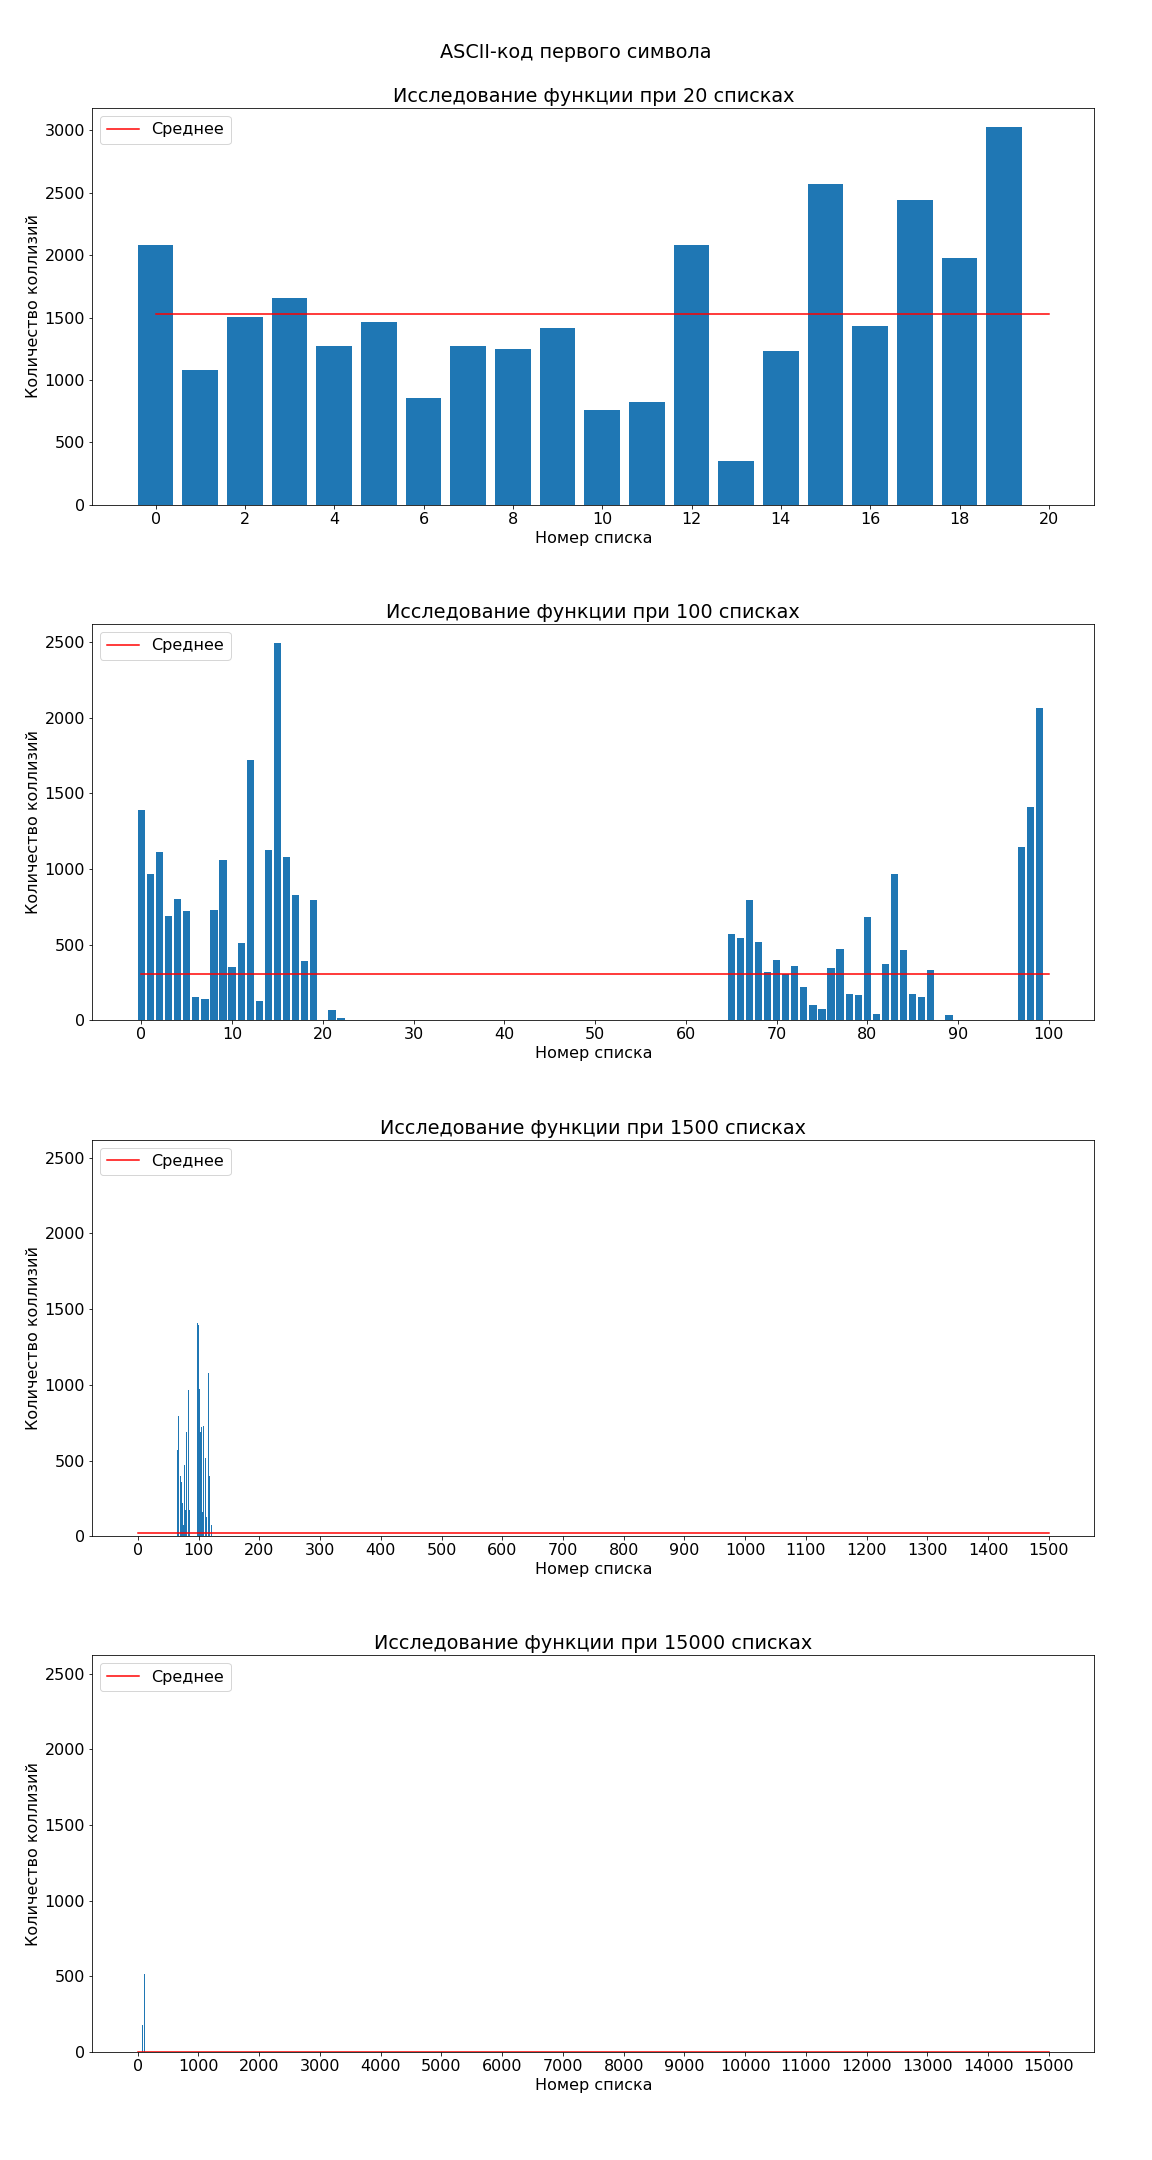 ASCII-код первого символа
Исследование функции при 20 списках
Среднее
Количество коллизий
3000
2500
2000
1500
1000
500
0
0 2 4 6 8 10 12 14 16 18 20
Номер списка
Исследование функции при 100 списках
Среднее
Количество коллизий
2500
2000
1500
1000
500
0
0 10 20 30 40 50 60 70 80 90 100
Номер списка
Исследование функции при 1500 списках
Среднее
Количество коллизий
2500
2000
1500
1000
500
0
0 100 200 300 400 500 600 700 800 900 1000 1100 1200 1300 1400 1500
Номер списка
Исследование функции при 15000 списках
Среднее
Количество коллизий
2500
2000
1500
1000
500
0
0 1000 2000 3000 4000 5000 6000 7000 8000 9000 10000 11000 12000 13000 14000 15000
Номер списка